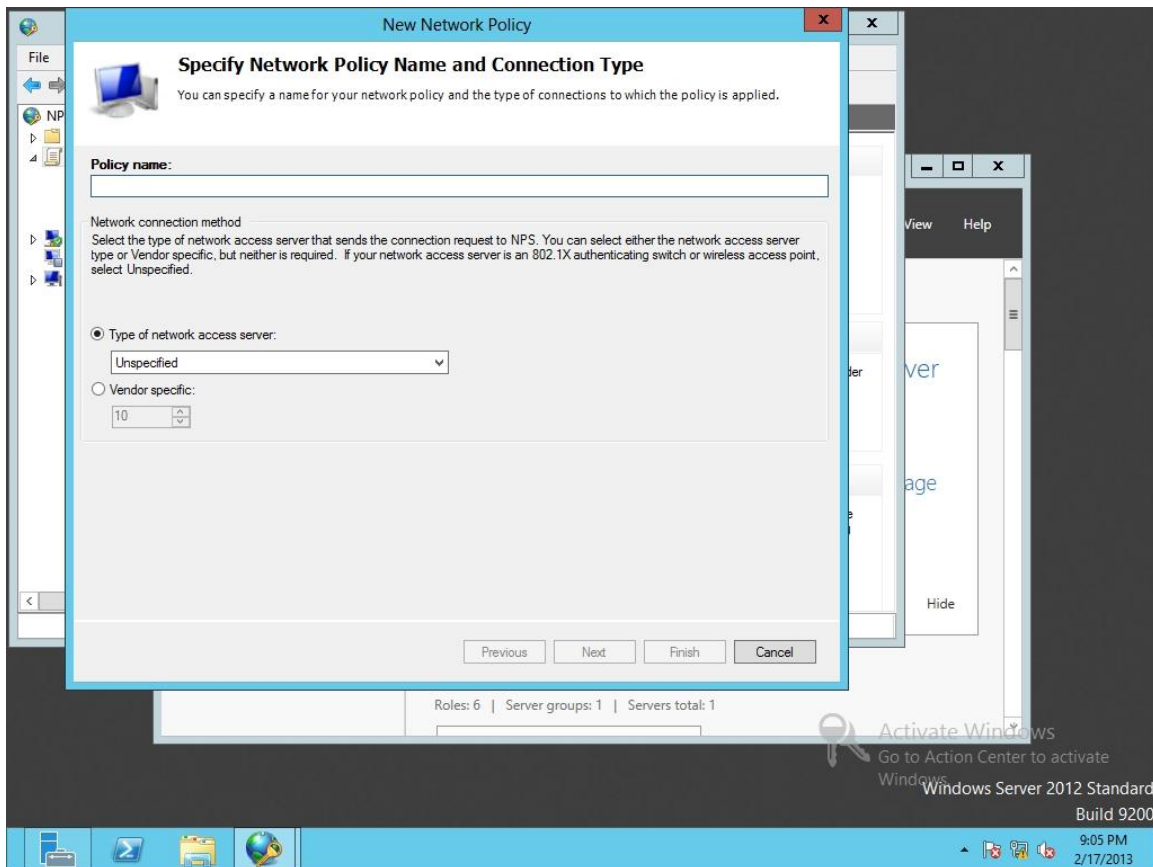 New Network Policy
x
x
File
Specify Network Policy Name and Connection Type
You can specify a name for your network policy and the type of connections to which the policy is applied.
NP
Policy name:
x
View
Help
Network connection method
Select the type of network access server that sends the connection request to NPS. You can select either the network access server
type or Vendor specific, but neither is required. If your network access server is an 802.1X authenticating switch or wireless access point,
select Unspecified.
Type of network access server:
Unspecified
der
ver
Vendor specific:
10
age
e
Hide
Previous
Next
Finish
Cancel
Roles: 6 | Server groups: 1 | Servers total: 1
Activate Windows
Go to Action Center to activate
Windows.
Windows Server 2012 Standard
Build 9200
9:05 PM
2/17/2013